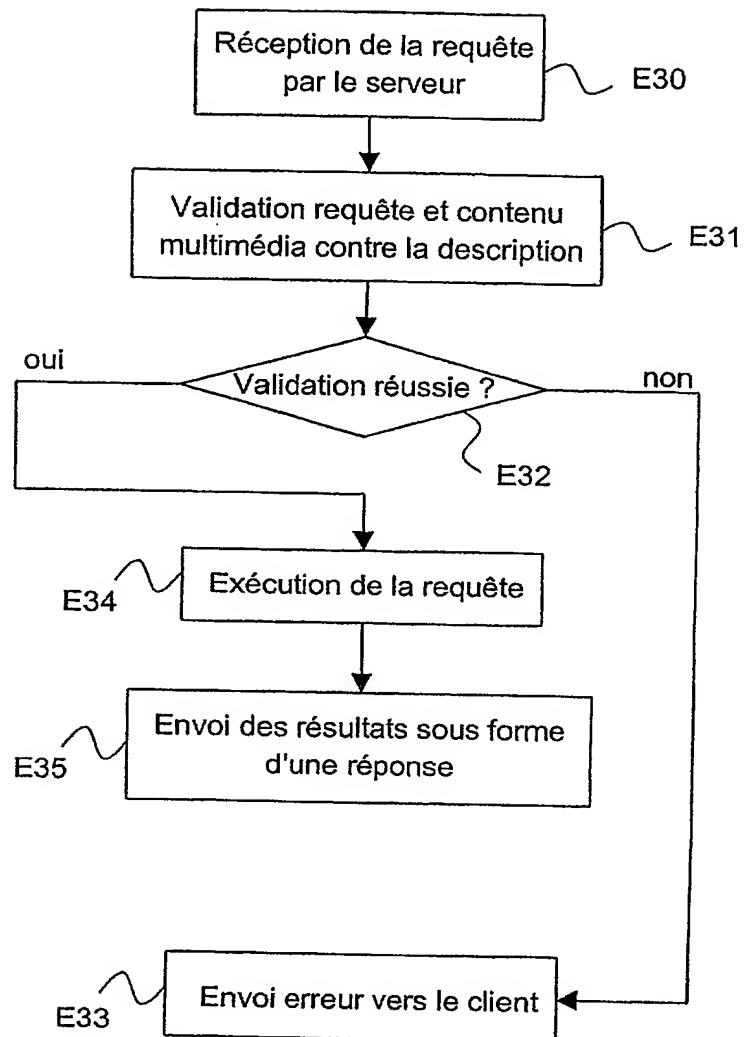 Réception de la requête
par le serveur
E30
Validation requête et contenu
multimédia contre la description
E31
oui
Validation réussie ?
non
E32
Exécution de la requête
E34
Envoi des résultats sous forme
d'une réponse
E35
Envoi erreur vers le client
E33